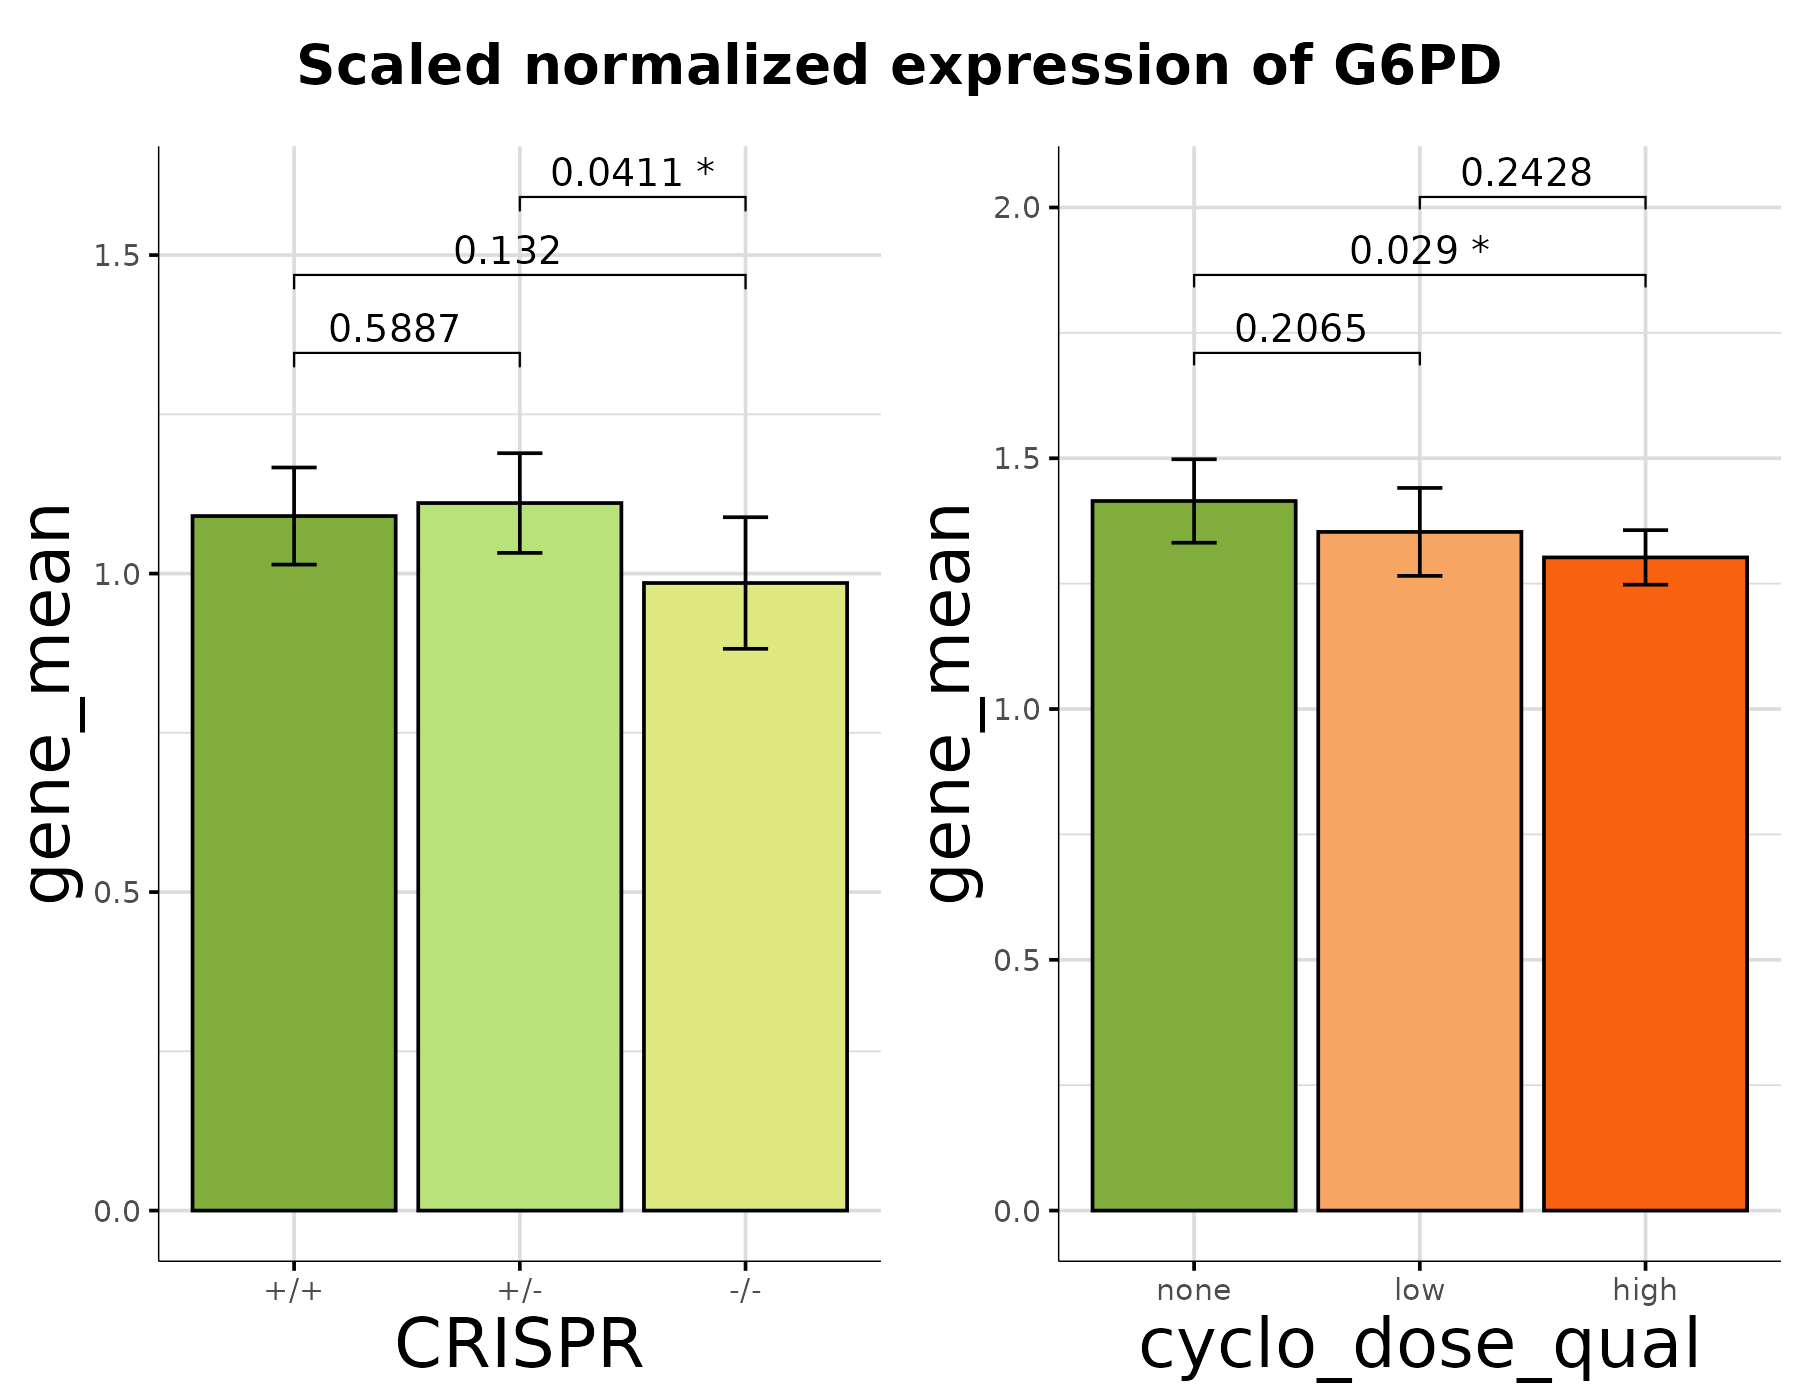 Scaled normalized expression of G6PD
gene_mean
1.5
1.0
0.5
0.0
0.0411 *
0.132
0.5887
+/+ +/- -/-
CRISPR
gene_mean
2.0
1.5
1.0
0.5
0.0
0.2428
0.029 *
0.2065
none low high
cyclo_dose_qual